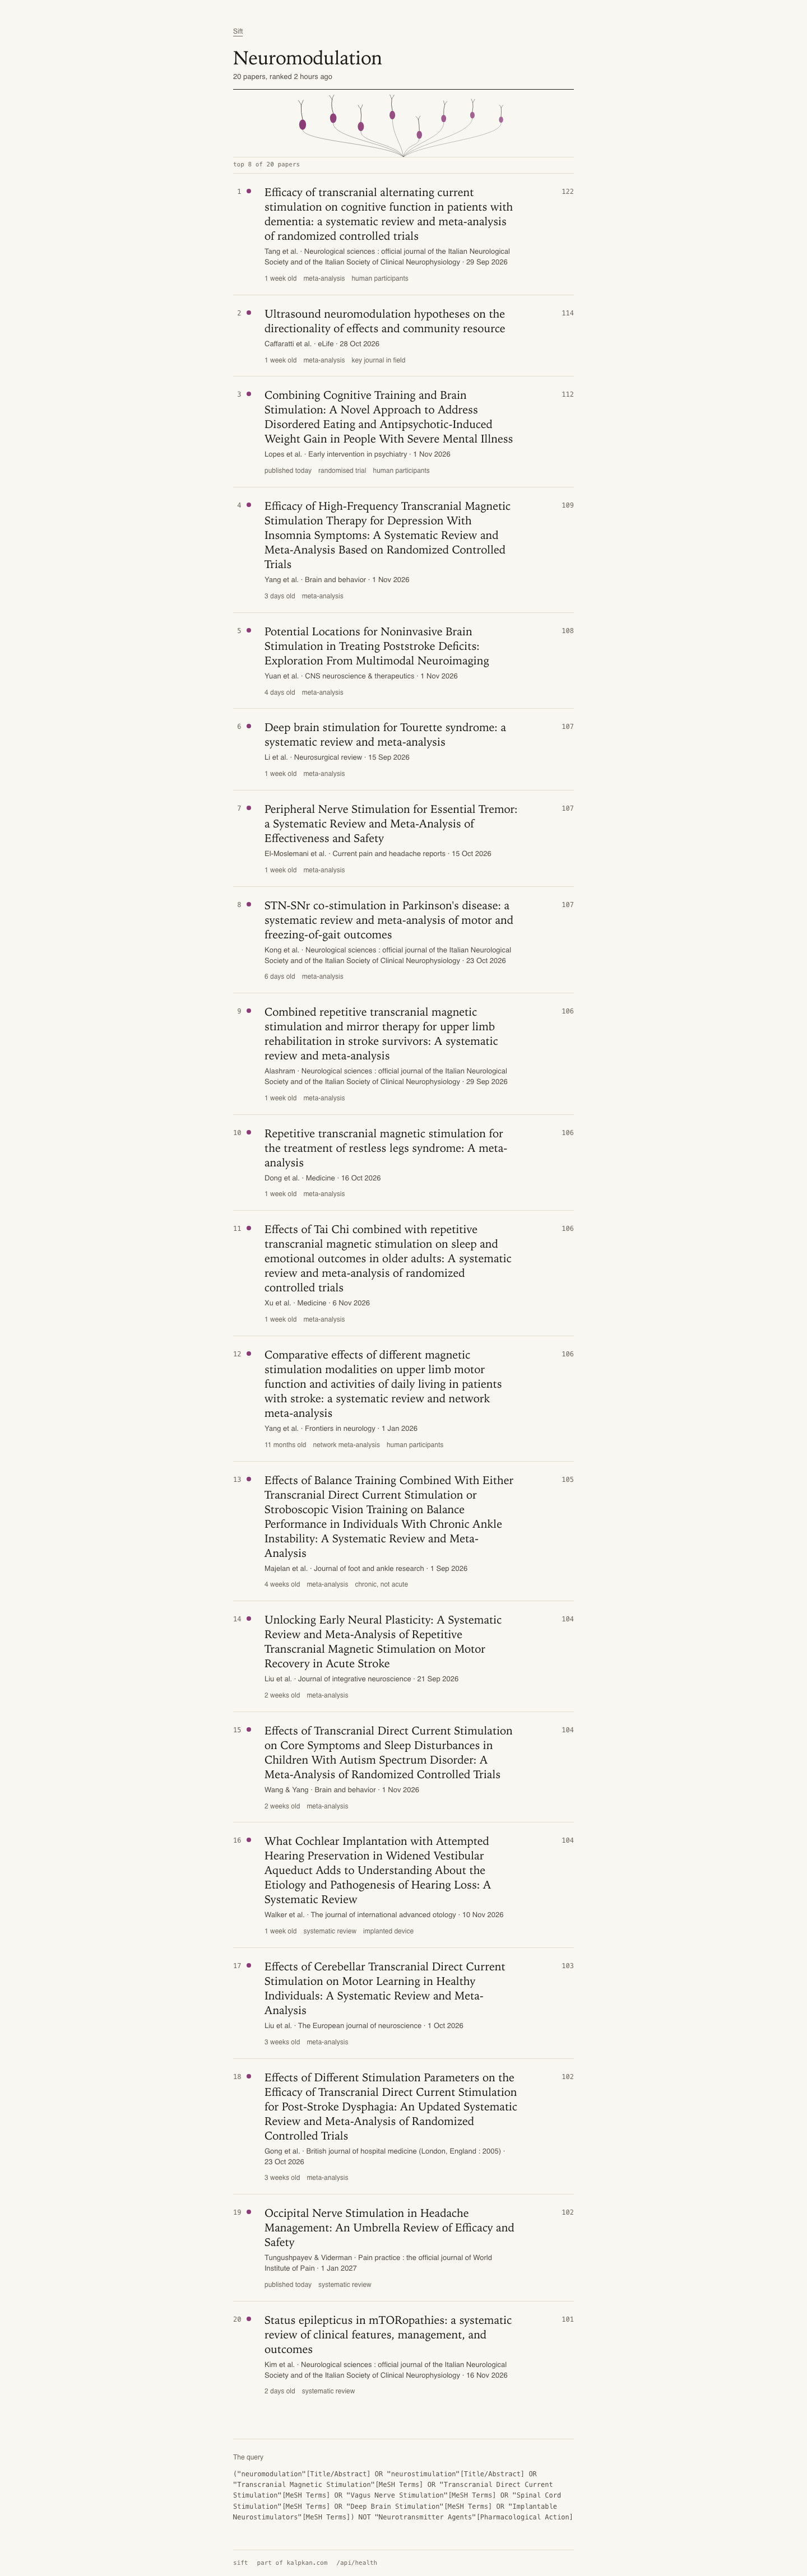 Sift
Neuromodulation
20 papers, ranked 2 hours ago
top 8 of 20 papers
1
Efficacy of transcranial alternating current
stimulation on cognitive function in patients with
dementia: a systematic review and meta-analysis
of randomized controlled trials
122
Tang et al. · Neurological sciences : official journal of the Italian Neurological
Society and of the Italian Society of Clinical Neurophysiology · 29 Sep 2026
1 week old meta-analysis human participants
2
Ultrasound neuromodulation hypotheses on the
directionality of effects and community resource
114
Caffaratti et al. · eLife · 28 Oct 2026
1 week old meta-analysis key journal in field
3
Combining Cognitive Training and Brain
Stimulation: A Novel Approach to Address
Disordered Eating and Antipsychotic-Induced
Weight Gain in People With Severe Mental Illness
112
Lopes et al. · Early intervention in psychiatry · 1 Nov 2026
published today randomised trial human participants
4
Efficacy of High-Frequency Transcranial Magnetic
Stimulation Therapy for Depression With
Insomnia Symptoms: A Systematic Review and
Meta-Analysis Based on Randomized Controlled
Trials
109
Yang et al. · Brain and behavior · 1 Nov 2026
3 days old meta-analysis
5
Potential Locations for Noninvasive Brain
Stimulation in Treating Poststroke Deficits:
Exploration From Multimodal Neuroimaging
108
Yuan et al. · CNS neuroscience & therapeutics · 1 Nov 2026
4 days old meta-analysis
6
Deep brain stimulation for Tourette syndrome: a
systematic review and meta-analysis
107
Li et al. · Neurosurgical review · 15 Sep 2026
1 week old meta-analysis
7
Peripheral Nerve Stimulation for Essential Tremor:
a Systematic Review and Meta-Analysis of
Effectiveness and Safety
107
El-Moslemani et al. · Current pain and headache reports · 15 Oct 2026
1 week old meta-analysis
8
STN-SNr co-stimulation in Parkinson's disease: a
systematic review and meta-analysis of motor and
freezing-of-gait outcomes
107
Kong et al. · Neurological sciences : official journal of the Italian Neurological
Society and of the Italian Society of Clinical Neurophysiology · 23 Oct 2026
6 days old meta-analysis
9
Combined repetitive transcranial magnetic
stimulation and mirror therapy for upper limb
rehabilitation in stroke survivors: A systematic
review and meta-analysis
106
Alashram · Neurological sciences : official journal of the Italian Neurological
Society and of the Italian Society of Clinical Neurophysiology · 29 Sep 2026
1 week old meta-analysis
10
Repetitive transcranial magnetic stimulation for
the treatment of restless legs syndrome: A meta-
analysis
106
Dong et al. · Medicine · 16 Oct 2026
1 week old meta-analysis
11
Effects of Tai Chi combined with repetitive
transcranial magnetic stimulation on sleep and
emotional outcomes in older adults: A systematic
review and meta-analysis of randomized
controlled trials
106
Xu et al. · Medicine · 6 Nov 2026
1 week old meta-analysis
12
Comparative effects of different magnetic
stimulation modalities on upper limb motor
function and activities of daily living in patients
with stroke: a systematic review and network
meta-analysis
106
Yang et al. · Frontiers in neurology · 1 Jan 2026
11 months old network meta-analysis human participants
13
Effects of Balance Training Combined With Either
Transcranial Direct Current Stimulation or
Stroboscopic Vision Training on Balance
Performance in Individuals With Chronic Ankle
Instability: A Systematic Review and Meta-
Analysis
105
Majelan et al. · Journal of foot and ankle research · 1 Sep 2026
4 weeks old meta-analysis chronic, not acute
14
Unlocking Early Neural Plasticity: A Systematic
Review and Meta-Analysis of Repetitive
Transcranial Magnetic Stimulation on Motor
Recovery in Acute Stroke
104
Liu et al. · Journal of integrative neuroscience · 21 Sep 2026
2 weeks old meta-analysis
15
Effects of Transcranial Direct Current Stimulation
on Core Symptoms and Sleep Disturbances in
Children With Autism Spectrum Disorder: A
Meta-Analysis of Randomized Controlled Trials
104
Wang & Yang · Brain and behavior · 1 Nov 2026
2 weeks old meta-analysis
16
What Cochlear Implantation with Attempted
Hearing Preservation in Widened Vestibular
Aqueduct Adds to Understanding About the
Etiology and Pathogenesis of Hearing Loss: A
Systematic Review
104
Walker et al. · The journal of international advanced otology · 10 Nov 2026
1 week old systematic review implanted device
17
Effects of Cerebellar Transcranial Direct Current
Stimulation on Motor Learning in Healthy
Individuals: A Systematic Review and Meta-
Analysis
103
Liu et al. · The European journal of neuroscience · 1 Oct 2026
3 weeks old meta-analysis
18
Effects of Different Stimulation Parameters on the
Efficacy of Transcranial Direct Current Stimulation
for Post-Stroke Dysphagia: An Updated Systematic
Review and Meta-Analysis of Randomized
Controlled Trials
102
Gong et al. · British journal of hospital medicine (London, England : 2005) ·
23 Oct 2026
3 weeks old meta-analysis
19
Occipital Nerve Stimulation in Headache
Management: An Umbrella Review of Efficacy and
Safety
102
Tungushpayev & Viderman · Pain practice : the official journal of World
Institute of Pain · 1 Jan 2027
published today systematic review
20
Status epilepticus in mTORopathies: a systematic
review of clinical features, management, and
outcomes
101
Kim et al. · Neurological sciences : official journal of the Italian Neurological
Society and of the Italian Society of Clinical Neurophysiology · 16 Nov 2026
2 days old systematic review
The query
("neuromodulation"[Title/Abstract] OR "neurostimulation"[Title/Abstract] OR
"Transcranial Magnetic Stimulation"[MeSH Terms] OR "Transcranial Direct Current
Stimulation"[MeSH Terms] OR "Vagus Nerve Stimulation"[MeSH Terms] OR "Spinal Cord
Stimulation"[MeSH Terms] OR "Deep Brain Stimulation"[MeSH Terms] OR "Implantable
Neurostimulators"[MeSH Terms]) NOT "Neurotransmitter Agents"[Pharmacological Action]
sift part of kalpkan.com /api/health